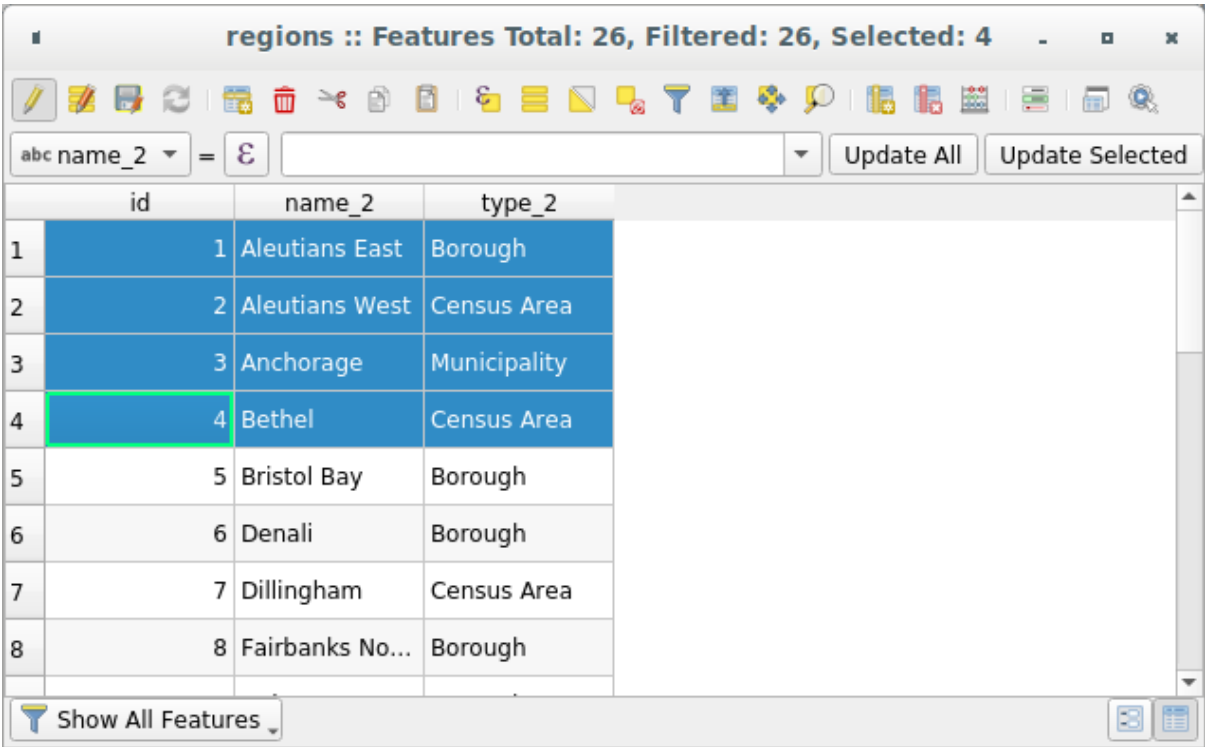 regions :: Features Total: 26, Filtered: 26, Selected: 4
abc name_2 = ε Update All Update Selected
id name_2 type_2
1 1 Aleutians East Borough
2 2 Aleutians West Census Area
3 3 Anchorage Municipality
4 4 Bethel Census Area
5 5 Bristol Bay Borough
6 6 Denali Borough
7 7 Dillingham Census Area
8 8 Fairbanks No... Borough
Show All Features